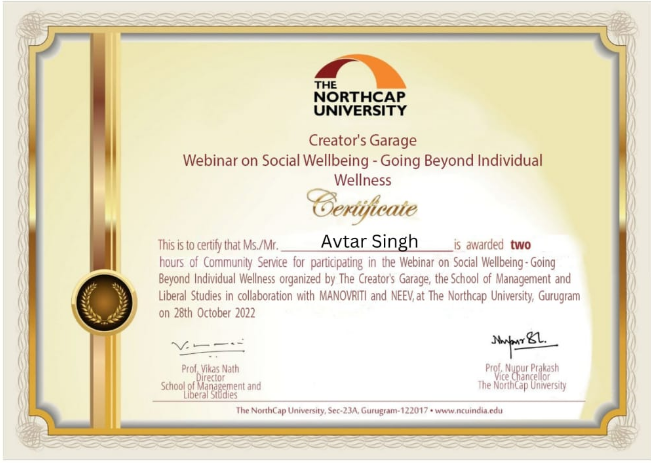 THE
NORTHCAP
UNIVERSITY
Creator's Garage
Webinar on Social Wellbeing - Going Beyond Individual
Wellness
Certificate
This is to certify that Ms./Mr. Avtar Singh is awarded two
hours of Community Service for participating in the Webinar on Social Wellbeing - Going
Beyond Individual Wellness organized by The Creator's Garage, the School of Management and
Liberal Studies in collaboration with MANOVRITI and NEEV, at The Northcap University, Gurugram
on 28th October 2022
Prof. Vikas Nath
Director
School of Management and
Liberal Studies
Prof. Nupur Prakash
Vice Chancellor
The NorthCap University
The NorthCap University, Sec-23A, Gurugram-122017 • www.ncuindia.edu